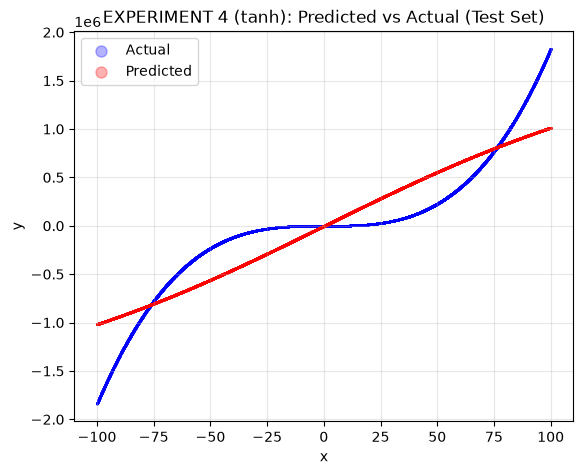 1e6
EXPERIMENT 4 (tanh): Predicted vs Actual (Test Set)
Actual
Predicted
2.0
1.5
1.0
0.5
0.0
−0.5
−1.0
−1.5
−2.0
y
−100 −75 −50 −25 0 25 50 75 100
x